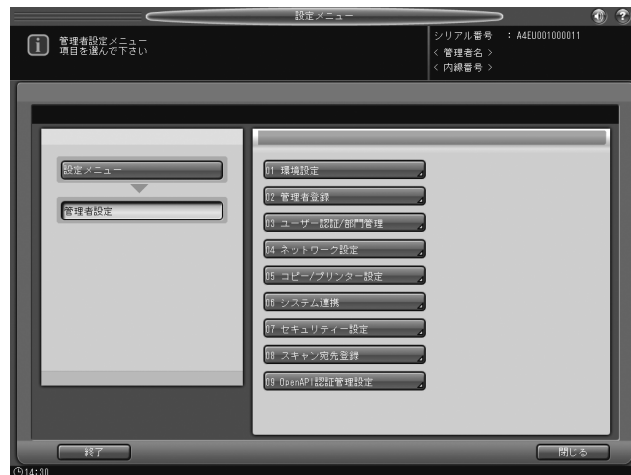 設定メニュー
管理者設定メニュー
項目を選んで下さい
シリアル番号 : A4EU001000011
< 管理者名 >
< 内線番号 >
設定メニュー
管理者設定
01 環境設定
02 管理者登録
03 ユーザー認証/部門管理
04 ネットワーク設定
05 コピー/プリンター設定
06 システム連携
07 セキュリティー設定
08 スキャン宛先登録
09 OpenAPI認証管理設定
終了
閉じる
14:30